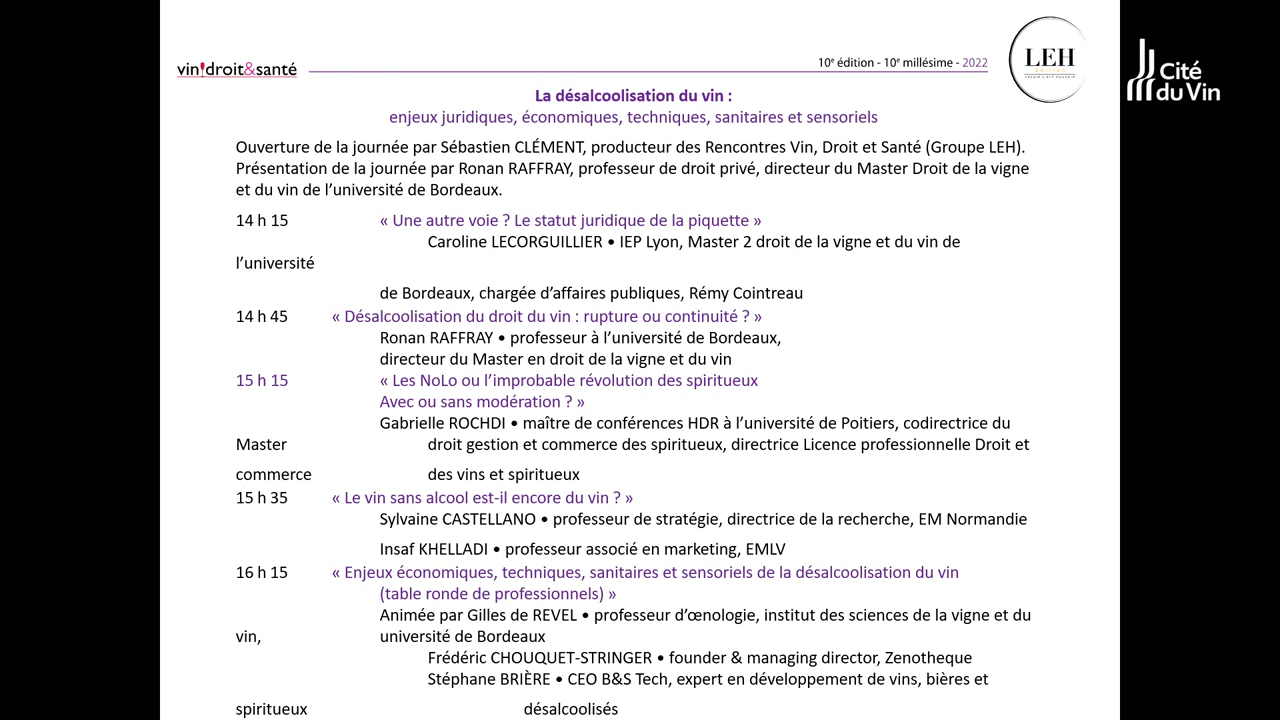 vin!droit&santé
10e édition - 10e millésime - 2022
LEH
Cité
du Vin
La désalcoolisation du vin :
enjeux juridiques, économiques, techniques, sanitaires et sensoriels
Ouverture de la journée par Sébastien CLÉMENT, producteur des Rencontres Vin, Droit et Santé (Groupe LEH).
Présentation de la journée par Ronan RAFFRAY, professeur de droit privé, directeur du Master Droit de la vigne
et du vin de l’université de Bordeaux.
14 h 15 « Une autre voie ? Le statut juridique de la piquette »
Caroline LECORGUILLIER • IEP Lyon, Master 2 droit de la vigne et du vin de
l’université
de Bordeaux, chargée d’affaires publiques, Rémy Cointreau
14 h 45 « Désalcoolisation du droit du vin : rupture ou continuité ? »
Ronan RAFFRAY • professeur à l’université de Bordeaux,
directeur du Master en droit de la vigne et du vin
15 h 15 « Les NoLo ou l’improbable révolution des spiritueux
Avec ou sans modération ? »
Gabrielle ROCHDI • maître de conférences HDR à l’université de Poitiers, codirectrice du
Master droit gestion et commerce des spiritueux, directrice Licence professionnelle Droit et
commerce des vins et spiritueux
15 h 35 « Le vin sans alcool est-il encore du vin ? »
Sylvaine CASTELLANO • professeur de stratégie, directrice de la recherche, EM Normandie
Insaf KHELLADI • professeur associé en marketing, EMLV
16 h 15 « Enjeux économiques, techniques, sanitaires et sensoriels de la désalcoolisation du vin
(table ronde de professionnels) »
Animée par Gilles de REVEL • professeur d’œnologie, institut des sciences de la vigne et du
vin, université de Bordeaux
Frédéric CHOUQUET-STRINGER • founder & managing director, Zenotheque
Stéphane BRIÈRE • CEO B&S Tech, expert en développement de vins, bières et
spiritueux désalcoolisés